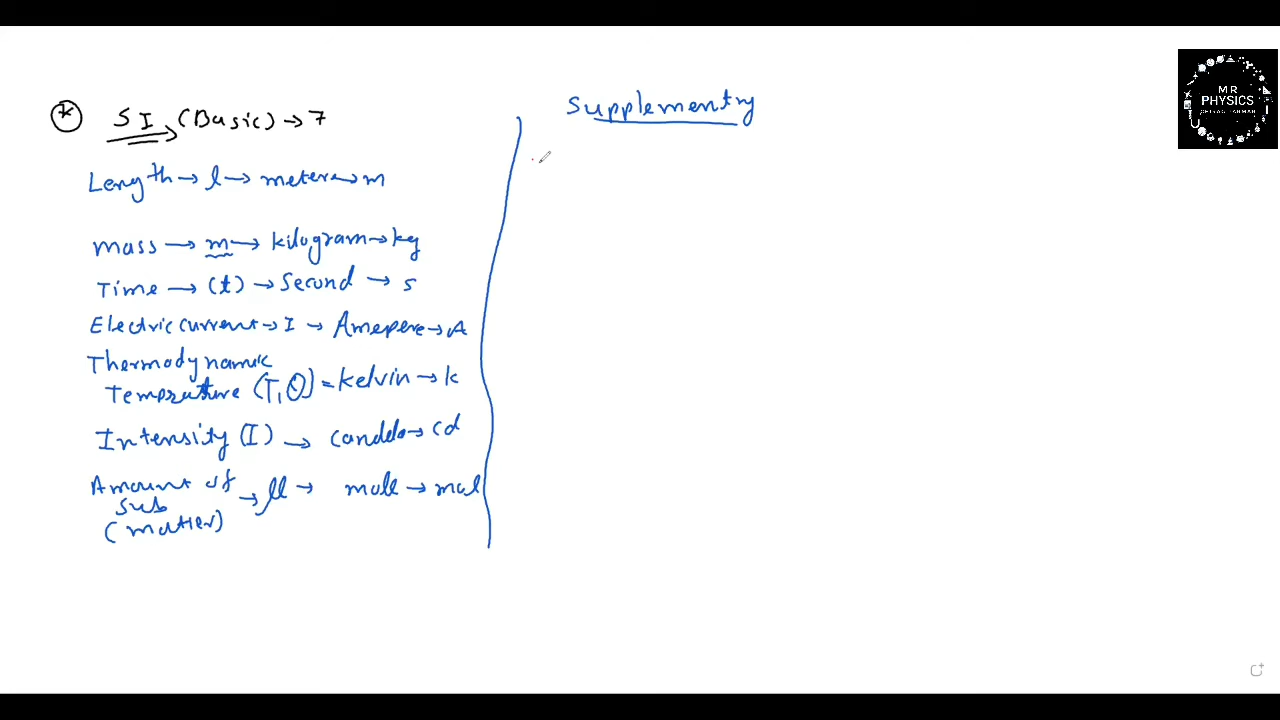 * SI (Basic) → 7
Length → l → metere → m
mass → m → kilogram → kg
Time → (t) → Second → s
Electric current → I → Amepere → A
Thermodynamic
Temprature (T, θ) = kelvin → k
Intensity (I) → Candela → Cd
Amount of
Sub → μ → mole → mol
(matter)
Supplementry
MR
PHYSICS